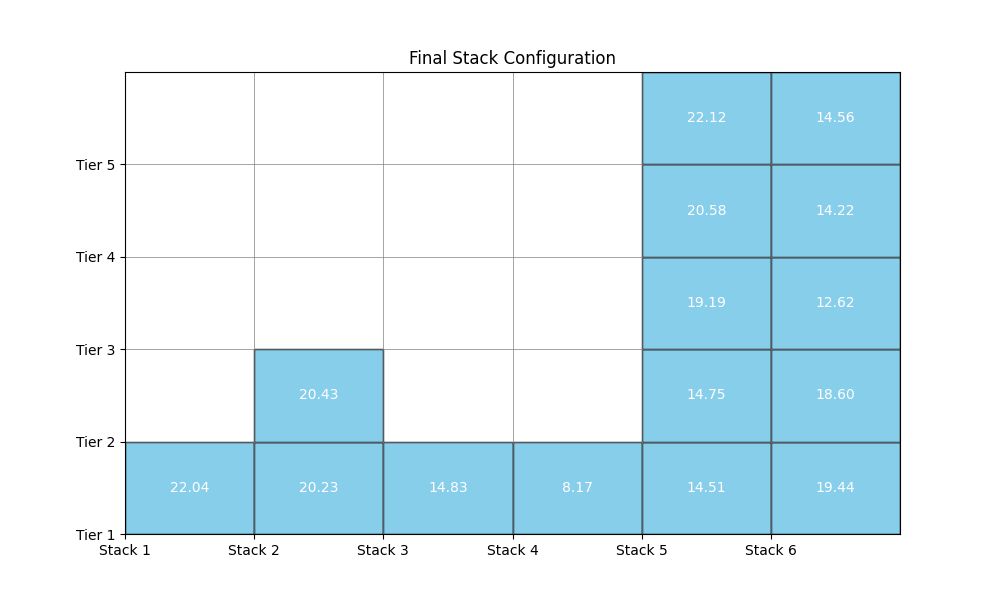 Final Stack Configuration
22.12 14.56
Tier 5
20.58 14.22
Tier 4
19.19 12.62
Tier 3
20.43 14.75 18.60
Tier 2
22.04 20.23 14.83 8.17 14.51 19.44
Tier 1
Stack 1 Stack 2 Stack 3 Stack 4 Stack 5 Stack 6